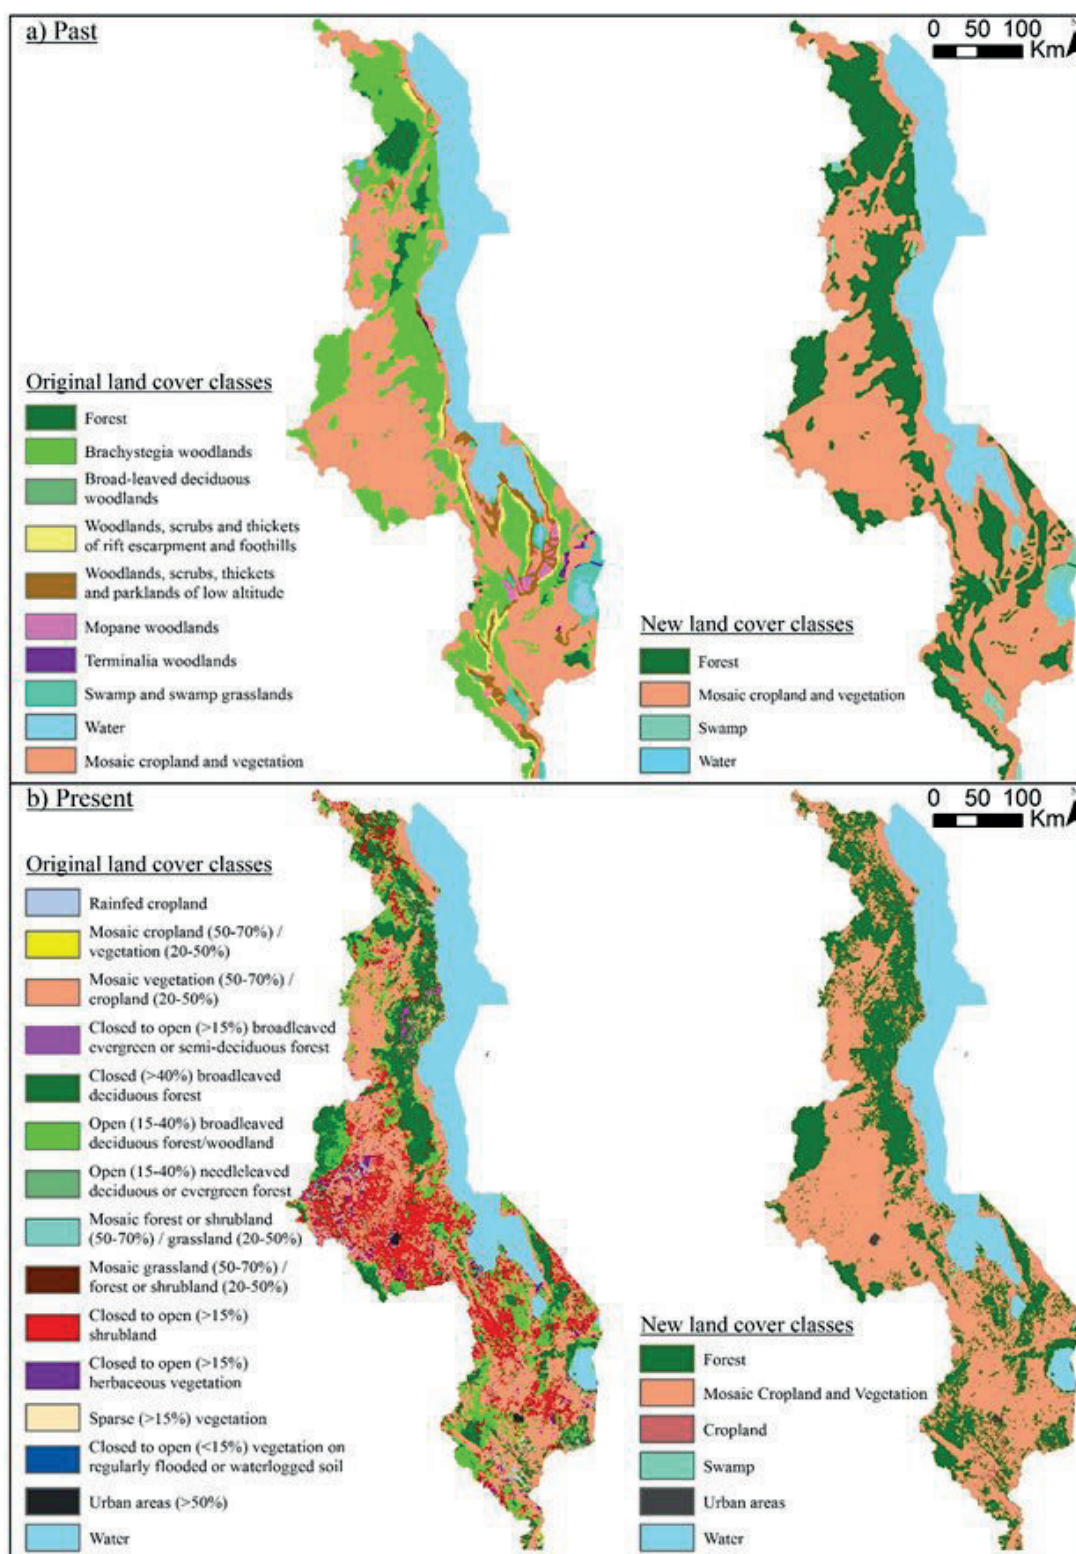 a) Past
0 50 100
Km
Original land cover classes
Forest
Brachystegia woodlands
Broad-leaved deciduous
woodlands
Woodlands, scrubs and thickets
of rift escarpment and foothills
Woodlands, scrubs, thickets
and parklands of low altitude
Mopane woodlands
Terminalia woodlands
Swamp and swamp grasslands
Water
Mosaic cropland and vegetation
New land cover classes
Forest
Mosaic cropland and vegetation
Swamp
Water
b) Present
0 50 100
Km
Original land cover classes
Rainfed cropland
Mosaic cropland (50-70%) /
vegetation (20-50%)
Mosaic vegetation (50-70%) /
cropland (20-50%)
Closed to open (>15%) broadleaved
evergreen or semi-deciduous forest
Closed (>40%) broadleaved
deciduous forest
Open (15-40%) broadleaved
deciduous forest/woodland
Open (15-40%) needleleaved
deciduous or evergreen forest
Mosaic forest or shrubland
(50-70%) / grassland (20-50%)
Mosaic grassland (50-70%) /
forest or shrubland (20-50%)
Closed to open (>15%)
shrubland
Closed to open (>15%)
herbaceous vegetation
Sparse (>15%) vegetation
Closed to open (<15%) vegetation on
regularly flooded or waterlogged soil
Urban areas (>50%)
Water
New land cover classes
Forest
Mosaic Cropland and Vegetation
Cropland
Swamp
Urban areas
Water